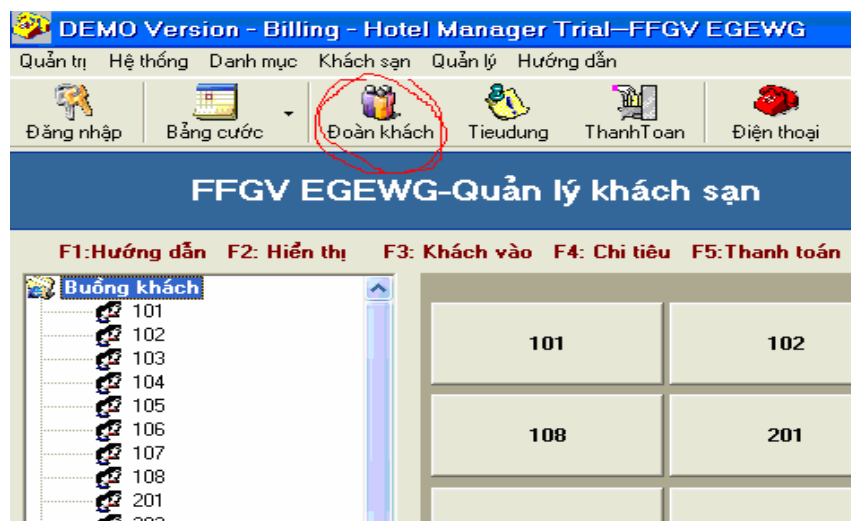 DEMO Version - Billing - Hotel Manager Trial--FFGV EGEWG
Quản trị Hệ thống Danh mục Khách sạn Quản lý Hướng dẫn
Đăng nhập Bảng cước Đoàn khách Tieudung ThanhToan Điện thoại
FFGV EGEWG-Quản lý khách sạn
F1:Hướng dẫn F2: Hiển thị F3: Khách vào F4: Chi tiêu F5:Thanh toán
Buồng khách
101
102
103
104
105
106
107
108
201
101 102
108 201